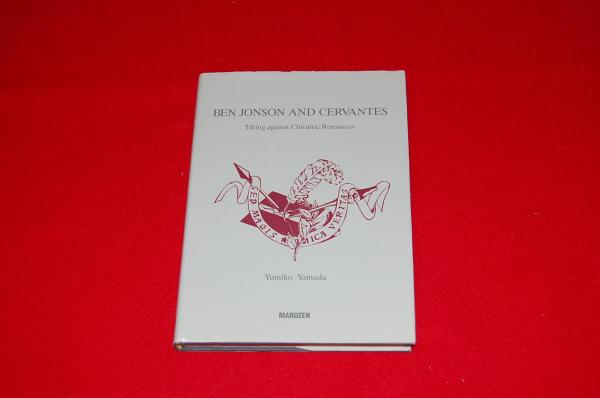 BEN JONSON AND CERVANTES
Tilting against Chivalric Romances
SED MAGIS AMICA VERITAS
Yumiko Yamada
MARUZEN